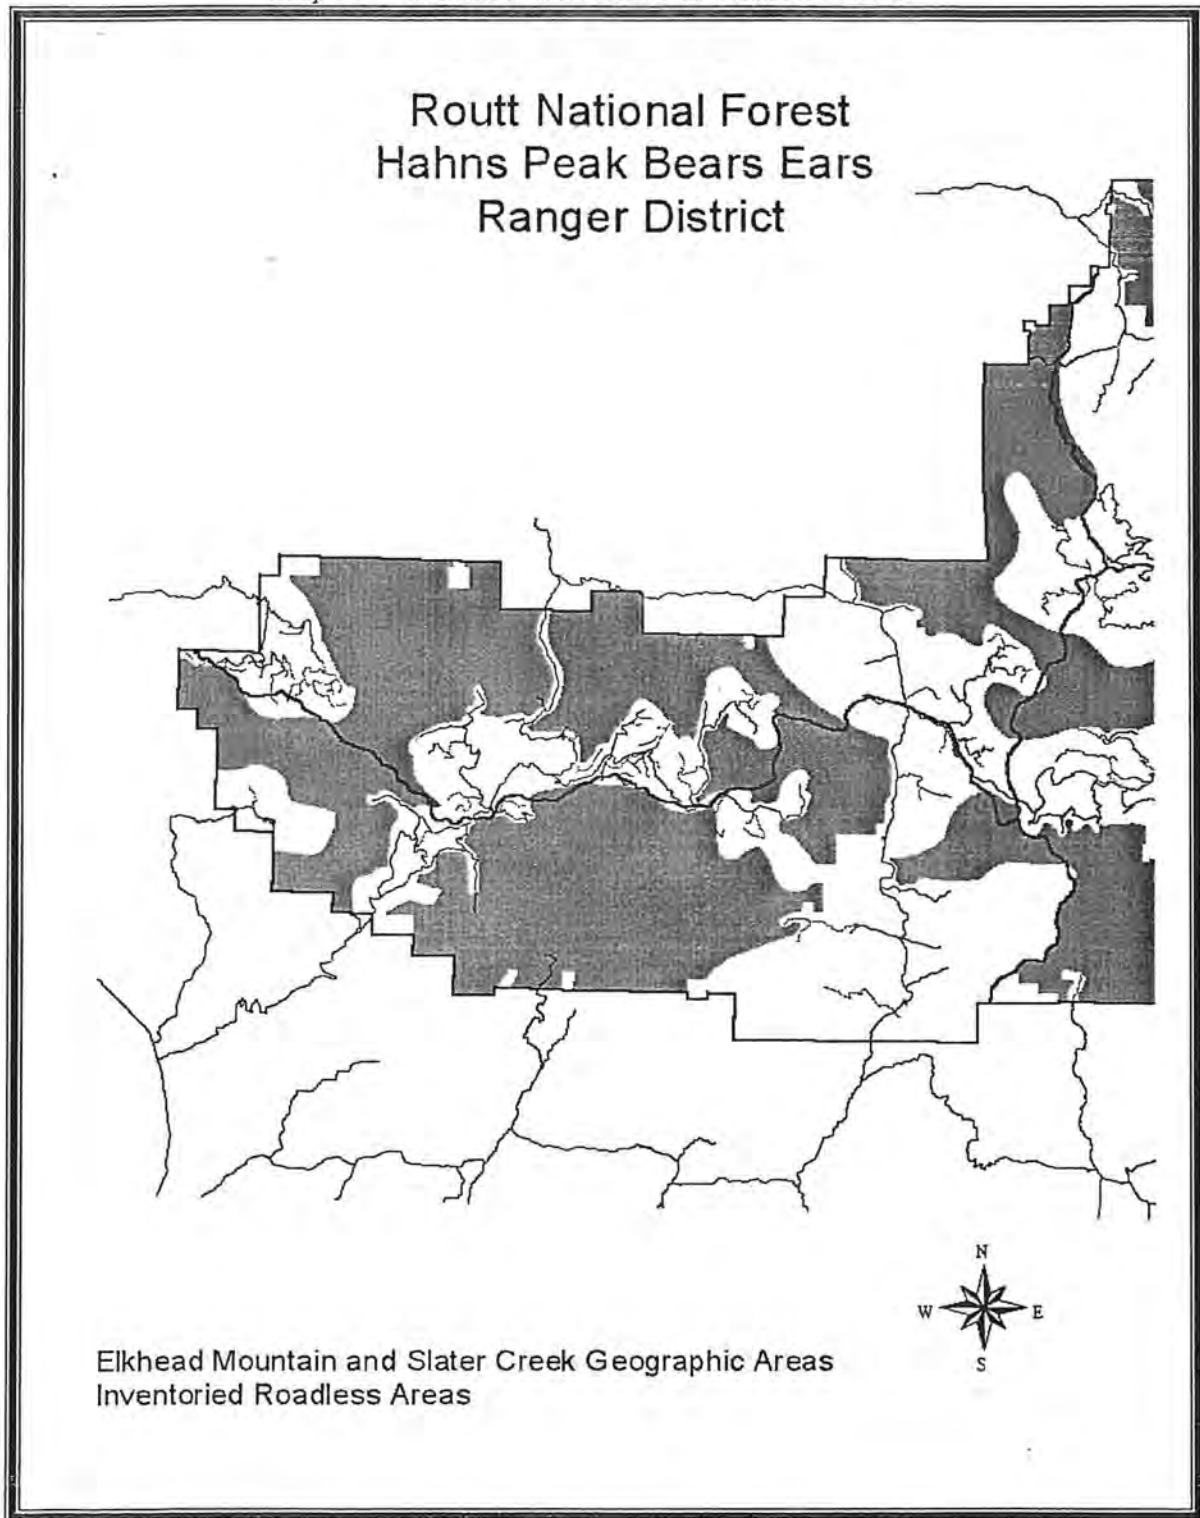 Routt National Forest
Hahns Peak Bears Ears
Ranger District
N
W E
S
Elkhead Mountain and Slater Creek Geographic Areas
Inventoried Roadless Areas